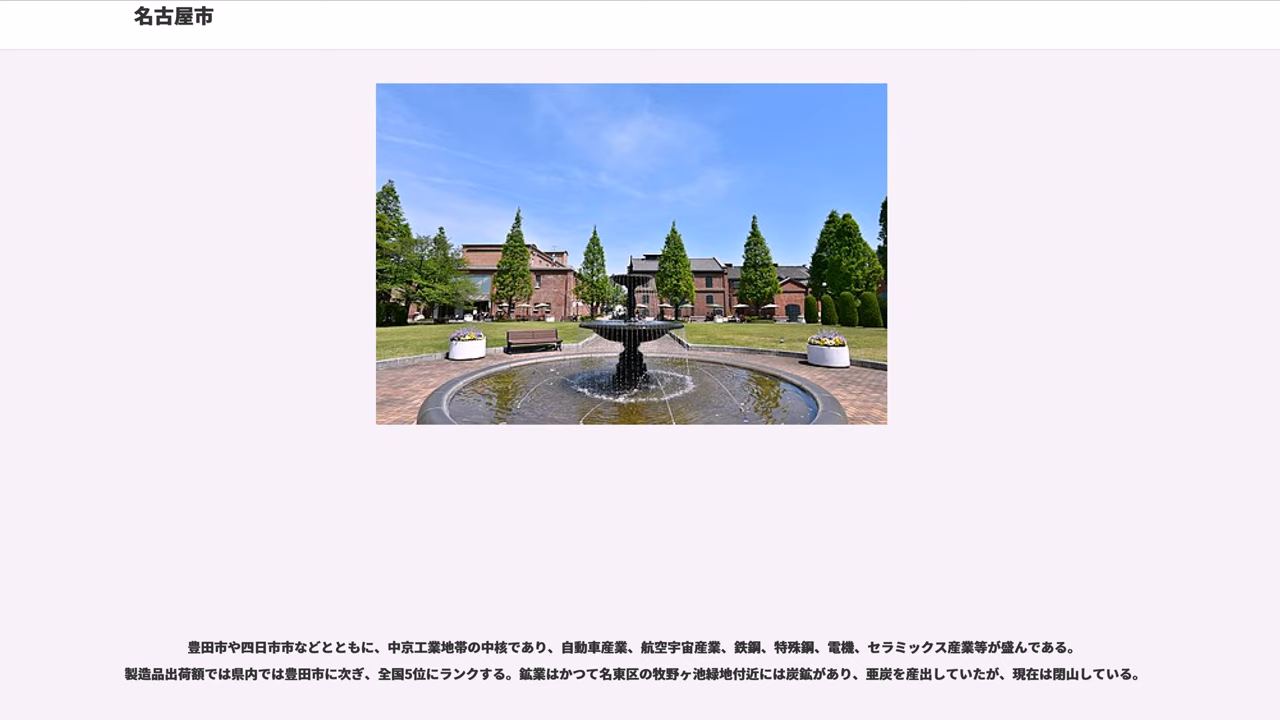 名古屋市
豊田市や四日市市などとともに、中京工業地帯の中核であり、自動車産業、航空宇宙産業、鉄鋼、特殊鋼、電機、セラミックス産業等が盛んである。
製造品出荷額では県内では豊田市に次ぎ、全国5位にランクする。鉱業はかつて名東区の牧野ヶ池緑地付近には炭鉱があり、亜炭を産出していたが、現在は閉山している。